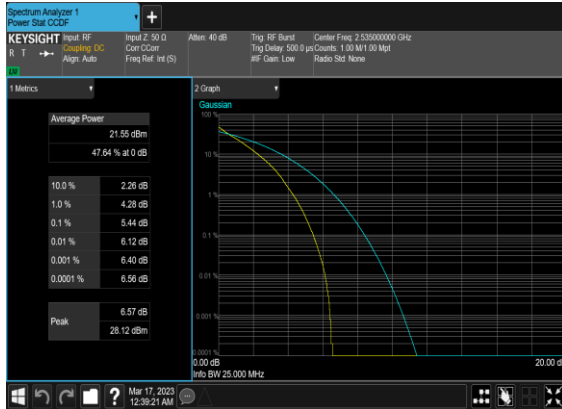 Spectrum Analyzer 1
Power Stat CCDF
+
KEYSIGHT
R T
LU
Input: RF
Coupling: DC
Align: Auto
Input Z: 50 Ω
Corr CCorr
Freq Ref: Int (S)
Atten: 40 dB
Trig: RF Burst
Trig Delay: 500.0 µs
#IF Gain: Low
Center Freq: 2.535000000 GHz
Counts: 1.00 M/1.00 Mpt
Radio Std: None
1 Metrics
Average Power
21.55 dBm
47.64 % at 0 dB
10.0 % 2.26 dB
1.0 % 4.28 dB
0.1 % 5.44 dB
0.01 % 6.12 dB
0.001 % 6.40 dB
0.0001 % 6.56 dB
Peak
6.57 dB
28.12 dBm
2 Graph
Gaussian
100 %
10 %
1 %
0.1 %
0.01 %
0.001 %
0.0001 %
0.00 dB
20.00 d
Info BW 25.000 MHz
?
Mar 17, 2023
12:39:21 AM